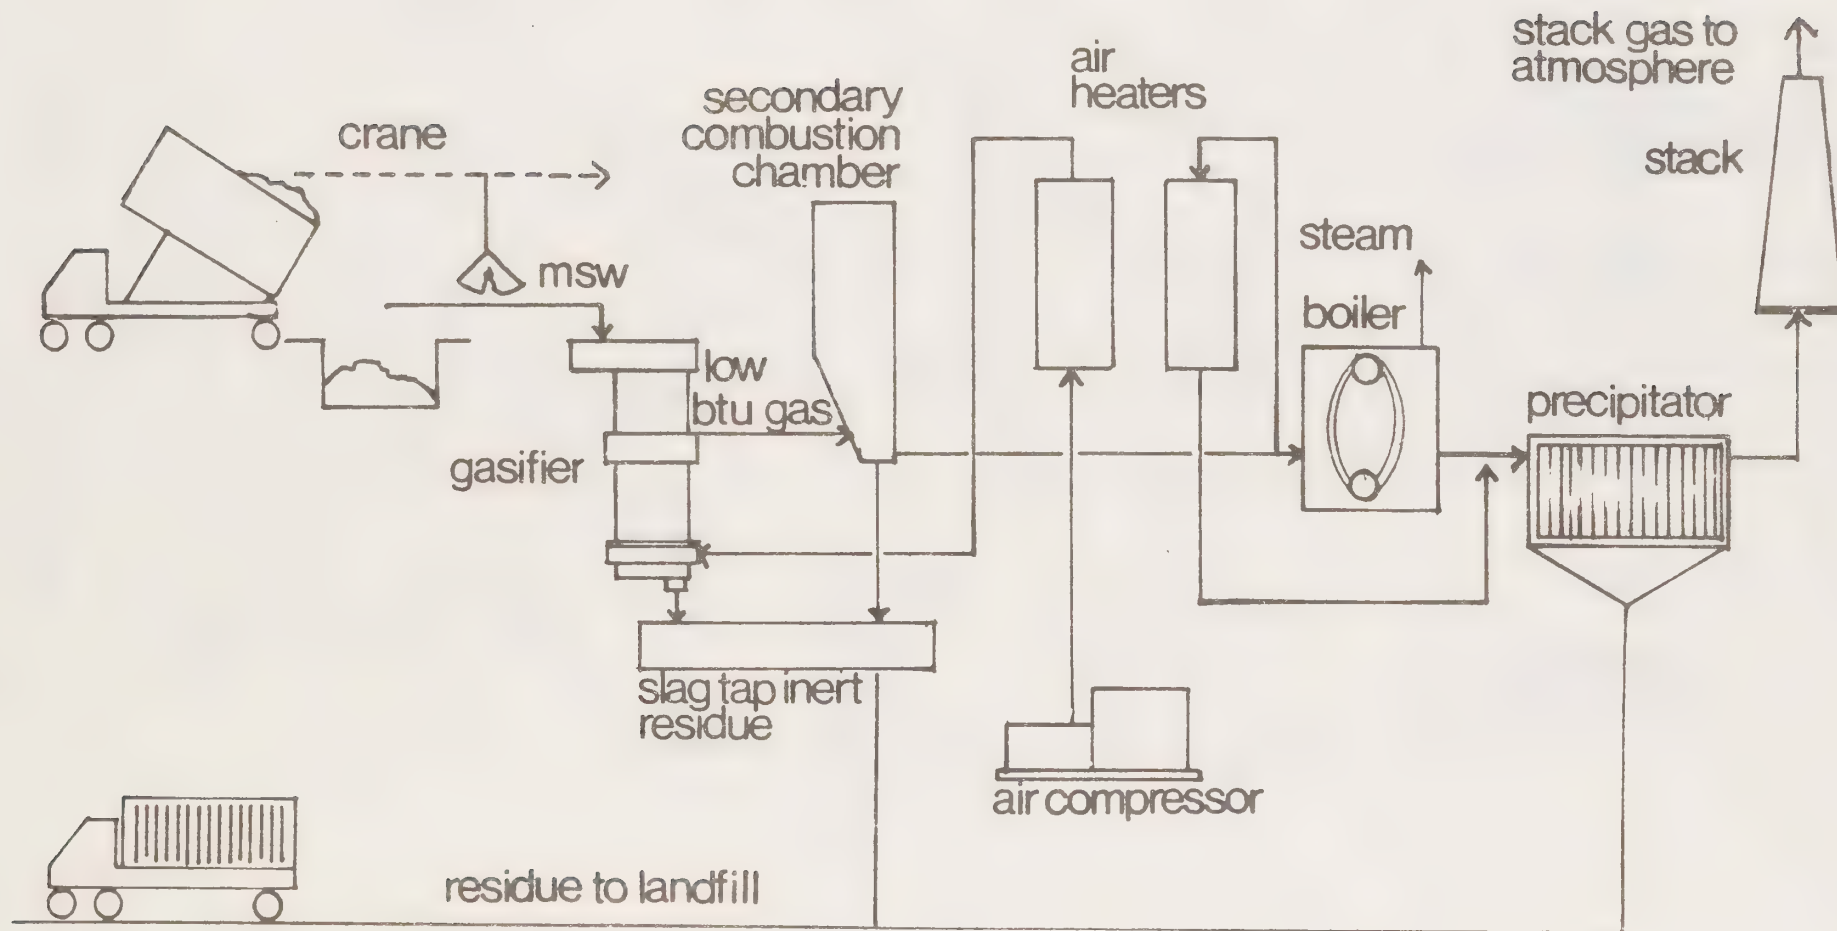 stack gas to
atmosphere
air
heaters
secondary
combustion
chamber
crane
stack
steam
msw
boiler
low
btu gas
precipitator
gasifier
slag tap inert
residue
air compressor
residue to landfill